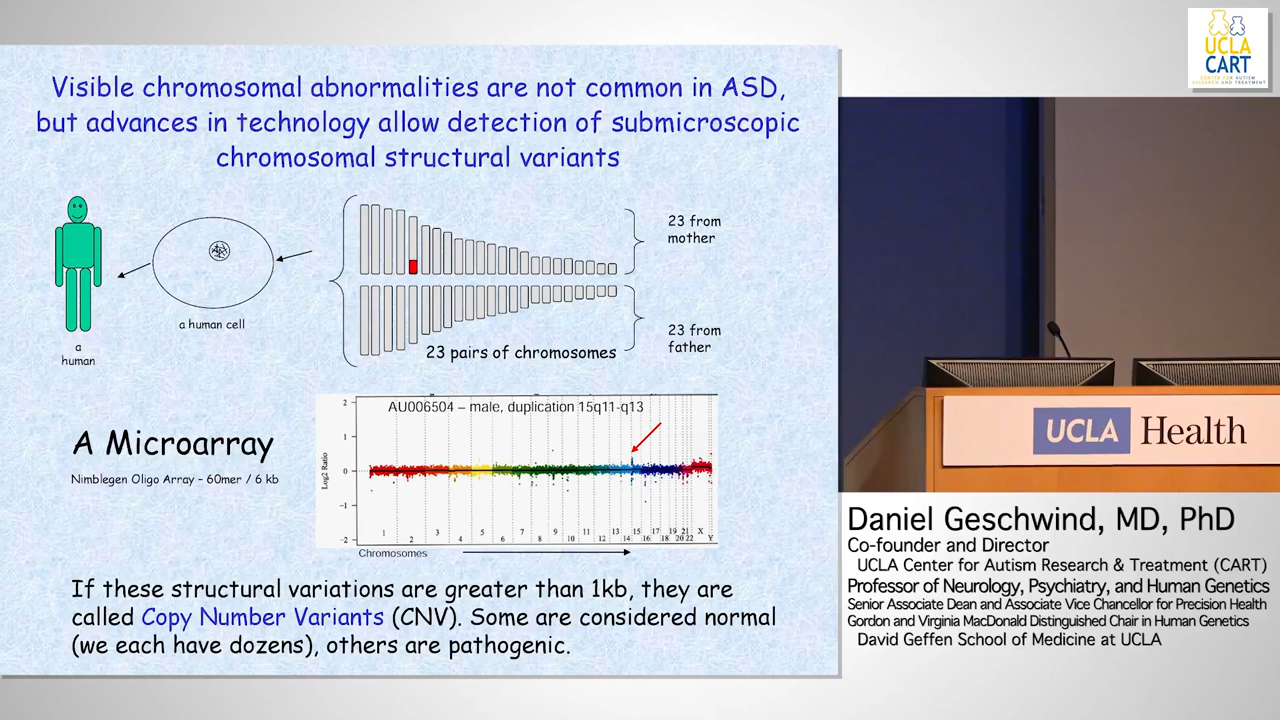 UCLA
CART
CENTER FOR AUTISM
RESEARCH AND TREATMENT
Visible chromosomal abnormalities are not common in ASD,
but advances in technology allow detection of submicroscopic
chromosomal structural variants
23 from
mother
a human cell
a
human
23 from
father
23 pairs of chromosomes
A Microarray
Nimblegen Oligo Array – 60mer / 6 kb
AU006504 – male, duplication 15q11-q13
Log2 Ratio
2
1
0
-1
-2
1 2 3 4 5 6 7 8 9 10 11 12 13 14 15 16 17 18 19 20 21 22 X Y
Chromosomes
If these structural variations are greater than 1kb, they are
called Copy Number Variants (CNV). Some are considered normal
(we each have dozens), others are pathogenic.
UCLA Health
Daniel Geschwind, MD, PhD
Co-founder and Director
UCLA Center for Autism Research & Treatment (CART)
Professor of Neurology, Psychiatry, and Human Genetics
Senior Associate Dean and Associate Vice Chancellor for Precision Health
Gordon and Virginia MacDonald Distinguished Chair in Human Genetics
David Geffen School of Medicine at UCLA